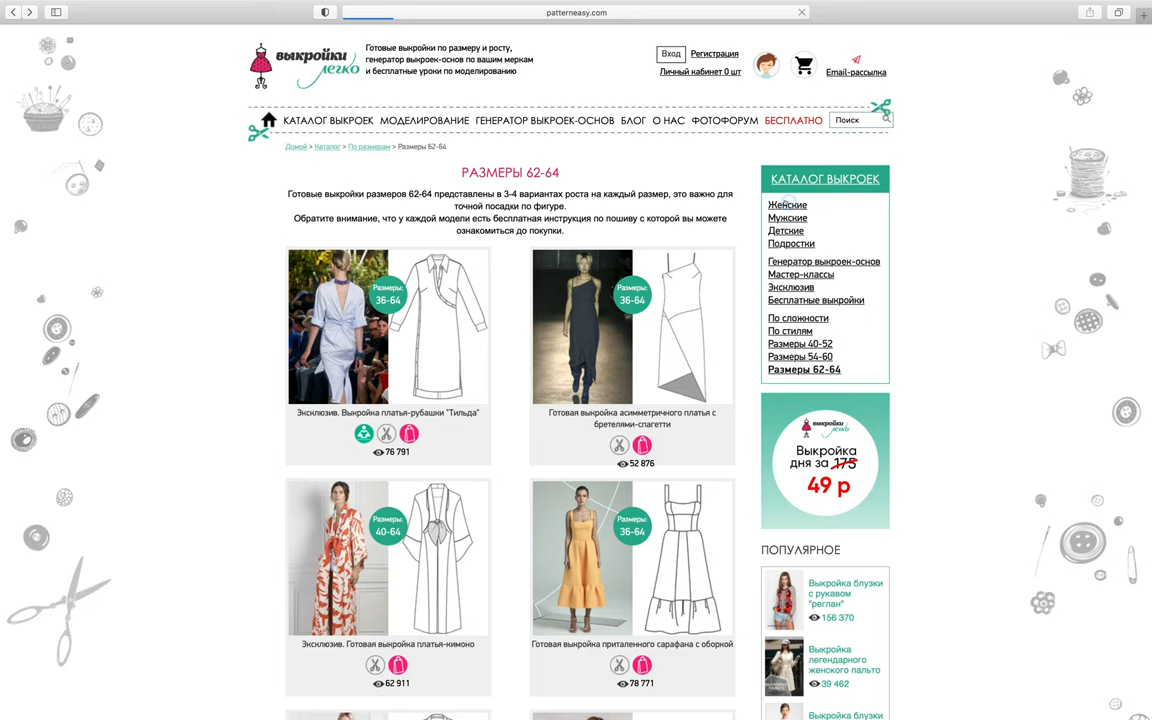 patterneasy.com
выкройки
легко
Готовые выкройки по размеру и росту,
генератор выкроек-основ по вашим меркам
и бесплатные уроки по моделированию
Вход Регистрация
Личный кабинет 0 шт
Email-рассылка
КАТАЛОГ ВЫКРОЕК МОДЕЛИРОВАНИЕ ГЕНЕРАТОР ВЫКРОЕК-ОСНОВ БЛОГ О НАС ФОТОФОРУМ БЕСПЛАТНО Поиск
Домой > Каталог > По размерам > Размеры 62-64
РАЗМЕРЫ 62-64
Готовые выкройки размеров 62-64 представлены в 3-4 вариантах роста на каждый размер, это важно для
точной посадки по фигуре.
Обратите внимание, что у каждой модели есть бесплатная инструкция по пошиву с которой вы можете
ознакомиться до покупки.
Размеры:
36-64
Эксклюзив. Выкройка платья-рубашки "Тильда"
76 791
Размеры:
36-64
Готовая выкройка асимметричного платья с
бретелями-спагетти
52 876
Размеры:
40-64
Эксклюзив. Готовая выкройка платья-кимоно
62 911
Размеры:
36-64
Готовая выкройка приталенного сарафана с оборкой
78 771
КАТАЛОГ ВЫКРОЕК
Женские
Мужские
Детские
Подростки
Генератор выкроек-основ
Мастер-классы
Эксклюзив
Бесплатные выкройки
По сложности
По стилям
Размеры 40-52
Размеры 54-60
Размеры 62-64
выкройки
легко
Выкройка
дня за 175
49 р
ПОПУЛЯРНОЕ
Выкройка блузки
с рукавом
"реглан"
156 370
Выкройка
легендарного
женского пальто
39 462
Выкройка блузки